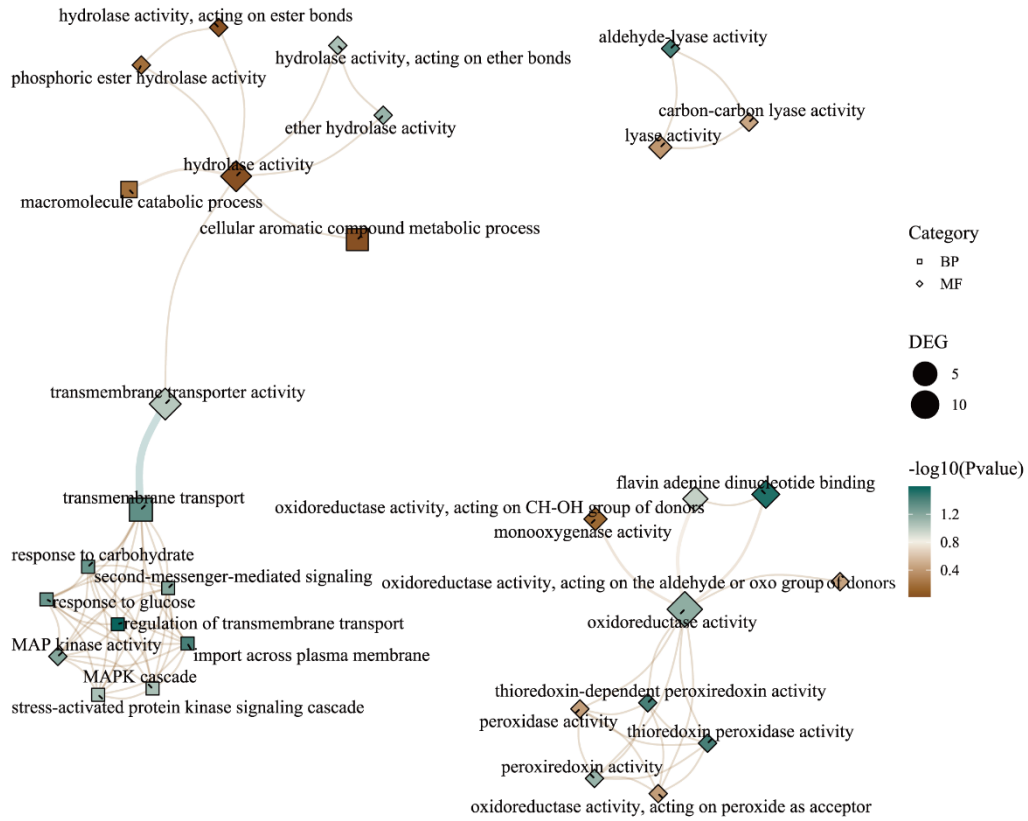 hydrolase activity, acting on ester bonds
phosphoric ester hydrolase activity
hydrolase activity, acting on ether bonds
ether hydrolase activity
hydrolase activity
macromolecule catabolic process
cellular aromatic compound metabolic process
aldehyde-lyase activity
carbon-carbon lyase activity
lyase activity
transmembrane transporter activity
transmembrane transport
response to carbohydrate
second-messenger-mediated signaling
response to glucose
regulation of transmembrane transport
MAP kinase activity
import across plasma membrane
MAPK cascade
stress-activated protein kinase signaling cascade
flavin adenine dinucleotide binding
oxidoreductase activity, acting on CH-OH group of donors
monooxygenase activity
oxidoreductase activity, acting on the aldehyde or oxo group of donors
oxidoreductase activity
thioredoxin-dependent peroxiredoxin activity
peroxidase activity
thioredoxin peroxidase activity
peroxiredoxin activity
oxidoreductase activity, acting on peroxide as acceptor
Category
BP
MF
DEG
5
10
-log10(Pvalue)
1.2
0.8
0.4